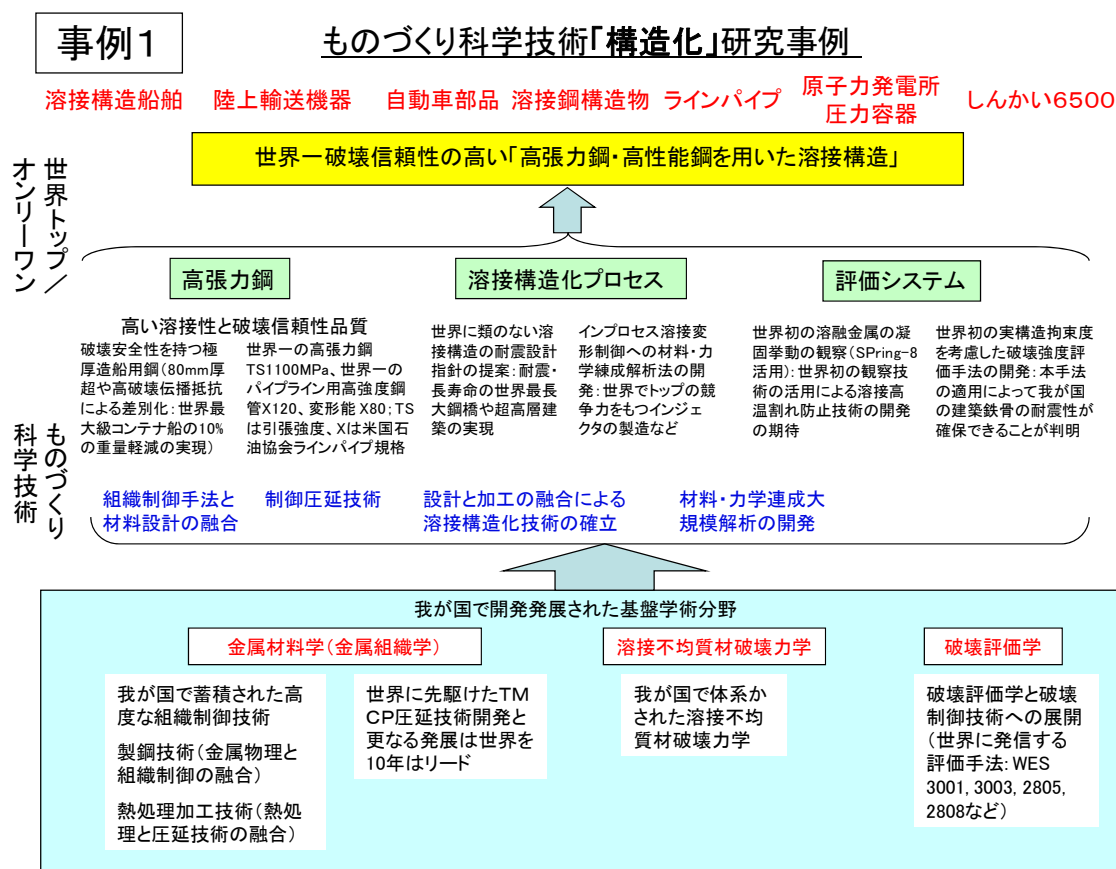 事例1
ものづくり科学技術「構造化」研究事例
溶接構造船舶
陸上輸送機器
自動車部品
溶接鋼構造物
ラインパイプ
原子力発電所
圧力容器
しんかい6500
世界一破壊信頼性の高い「高張力鋼・高性能鋼を用いた溶接構造」
世界トップ/
オンリーワン
高張力鋼
溶接構造化プロセス
評価システム
高い溶接性と破壊信頼性品質
破壊安全性を持つ極
厚造船用鋼(80mm厚
超や高破壊伝播抵抗
による差別化:世界最
大級コンテナ船の10%
の重量軽減の実現)
世界一の高張力鋼
TS1100MPa、世界一の
パイプライン用高強度鋼
管X120、変形能 X80;TS
は引張強度、Xは米国石
油協会ラインパイプ規格
世界に類のない溶
接構造の耐震設計
指針の提案:耐震・
長寿命の世界最長
大鋼橋や超高層建
築の実現
インプロセス溶接変
形制御への材料・力
学練成解析法の開
発:世界でトップの競
争力をもつインジェ
クタの製造など
世界初の溶融金属の凝
固挙動の観察(SPring-8
活用):世界初の観察技
術の活用による溶接高
温割れ防止技術の開発
の期待
世界初の実構造拘束度
を考慮した破壊強度評
価手法の開発:本手法
の適用によって我が国
の建築鉄骨の耐震性が
確保できることが判明
ものづくり
科学技術
組織制御手法と
材料設計の融合
制御圧延技術
設計と加工の融合による
溶接構造化技術の確立
材料・力学連成大
規模解析の開発
我が国で開発発展された基盤学術分野
金属材料学(金属組織学)
溶接不均質材破壊力学
破壊評価学
我が国で蓄積された高
度な組織制御技術
製鋼技術(金属物理と
組織制御の融合)
熱処理加工技術(熱処
理と圧延技術の融合)
世界に先駆けたTM
CP圧延技術開発と
更なる発展は世界を
10年はリード
我が国で体系か
された溶接不均
質材破壊力学
破壊評価学と破壊
制御技術への展開
(世界に発信する
評価手法:WES
3001, 3003, 2805,
2808など)